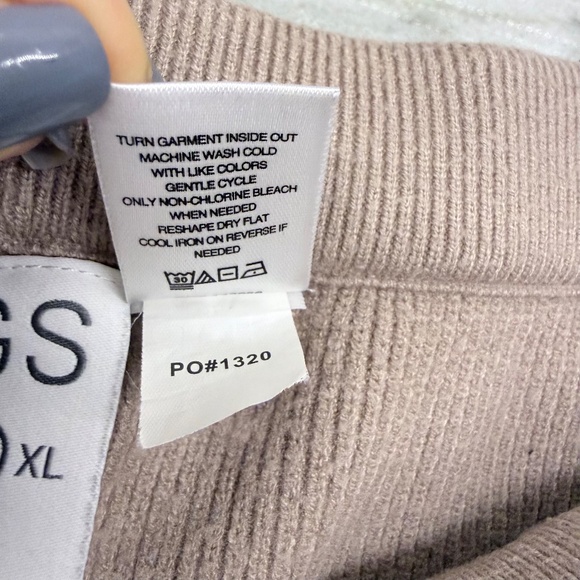 TURN GARMENT INSIDE OUT
MACHINE WASH COLD
WITH LIKE COLORS
GENTLE CYCLE
ONLY NON-CHLORINE BLEACH
WHEN NEEDED
RESHAPE DRY FLAT
COOL IRON ON REVERSE IF
NEEDED
30
PO#1320
GS
XL